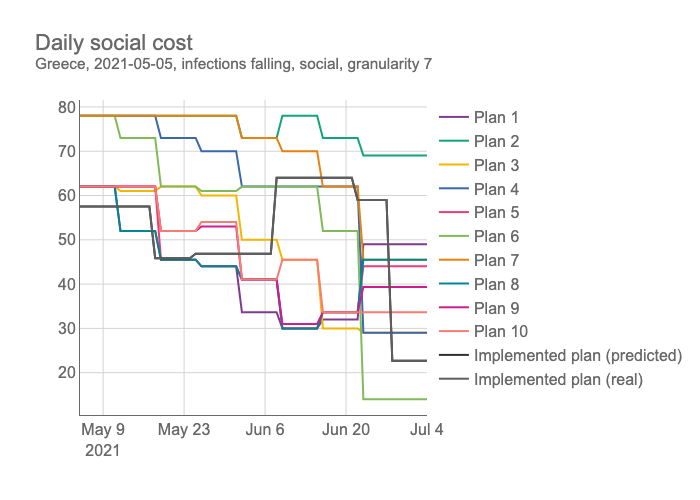 Daily social cost
Greece, 2021-05-05, infections falling, social, granularity 7
80
70
60
50
40
30
20
May 9
2021
May 23
Jun 6
Jun 20
Jul 4
Plan 1
Plan 2
Plan 3
Plan 4
Plan 5
Plan 6
Plan 7
Plan 8
Plan 9
Plan 10
Implemented plan (predicted)
Implemented plan (real)